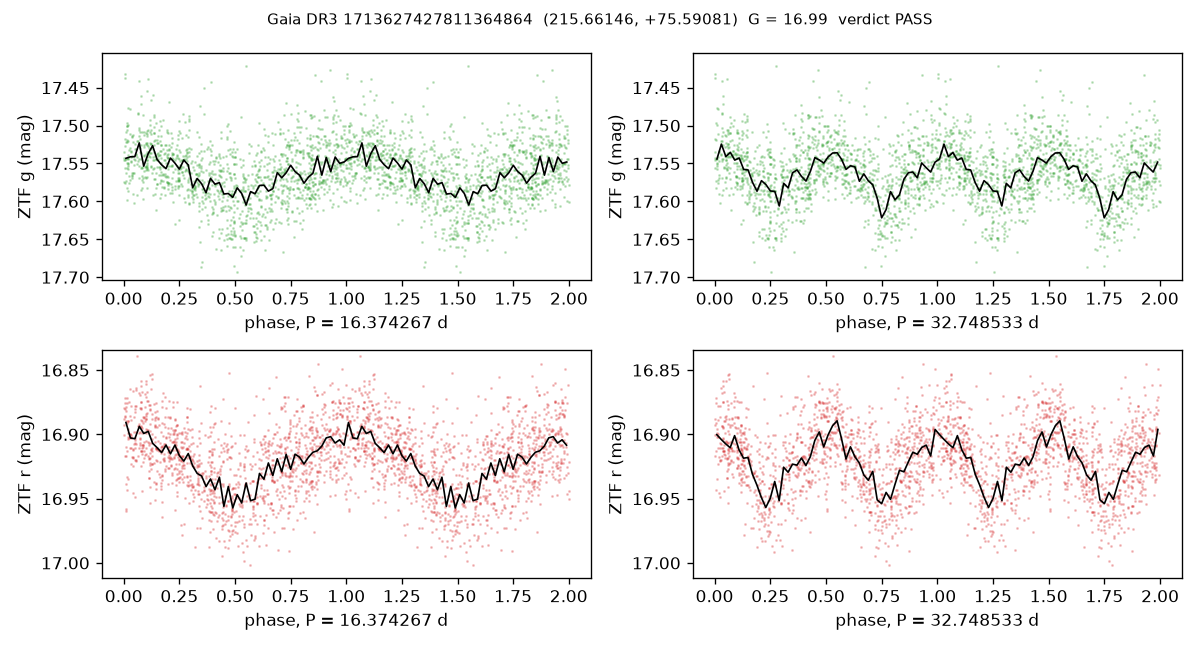 Gaia DR3 1713627427811364864 (215.66146, +75.59081) G = 16.99 verdict PASS
ZTF g (mag)
17.45
17.50
17.55
17.60
17.65
17.70
0.00 0.25 0.50 0.75 1.00 1.25 1.50 1.75 2.00
phase, P = 16.374267 d
ZTF g (mag)
17.45
17.50
17.55
17.60
17.65
17.70
0.00 0.25 0.50 0.75 1.00 1.25 1.50 1.75 2.00
phase, P = 32.748533 d
ZTF r (mag)
16.85
16.90
16.95
17.00
0.00 0.25 0.50 0.75 1.00 1.25 1.50 1.75 2.00
phase, P = 16.374267 d
ZTF r (mag)
16.85
16.90
16.95
17.00
0.00 0.25 0.50 0.75 1.00 1.25 1.50 1.75 2.00
phase, P = 32.748533 d